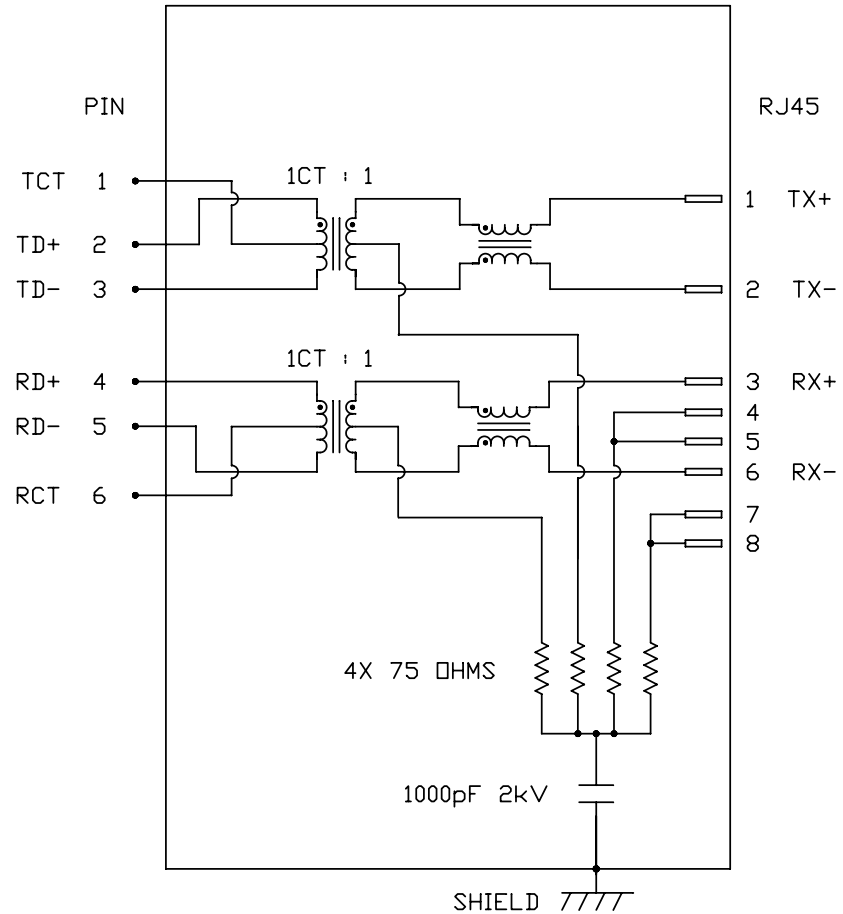 PIN
RJ45
TCT 1
1CT : 1
1 TX+
TD+ 2
TD- 3
2 TX-
1CT : 1
RD+ 4
3 RX+
4
RD- 5
5
6 RX-
RCT 6
7
8
4X 75 OHMS
1000pF 2kV
SHIELD